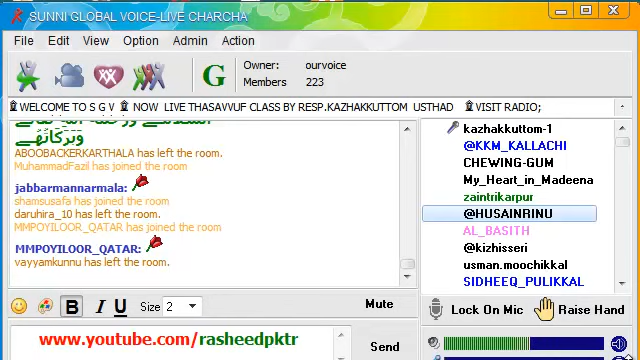 SUNNI GLOBAL VOICE-LIVE CHARCHA
File Edit View Option Admin Action
G
Owner: ourvoice
Members 223
WELCOME TO S G V NOW LIVE THASAVVUF CLASS BY RESP.KAZHAKKUTTOM USTHAD VISIT RADIO;
وَبَرَكَاتُهُ
ABOOBACKERKARTHALA has left the room.
MuhammadFazil has joined the room
jabbarmannarmala:
shamsusafa has joined the room
daruhira_10 has left the room.
MMPOYILOOR_QATAR has joined the room
MMPOYILOOR_QATAR:
vayyamkunnu has left the room.
kazhakkuttom-1
@KKM_KALLACHI
CHEWING-GUM
My_Heart_in_Madeena
zaintrikarpur
@HUSAINRINU
AL_BASITH
@kizhisseri
usman.moochikkal
SIDHEEQ_PULIKKAL
B I U Size 2 Mute
Lock On Mic Raise Hand
www.youtube.com/rasheedpktr
Send